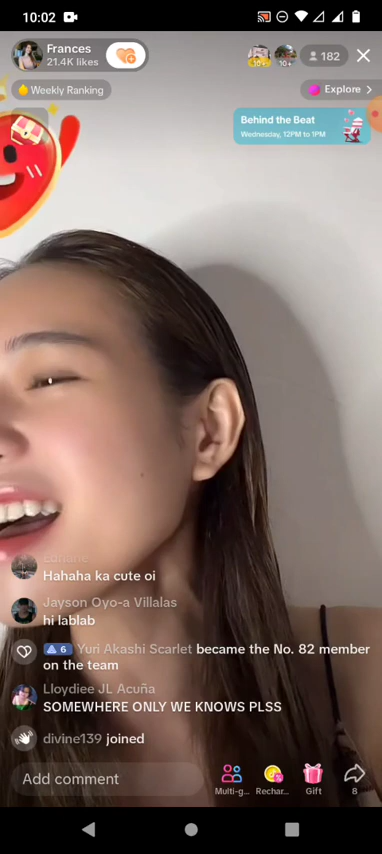 10:02
Frances
21.4K likes
10+
10+
182
Weekly Ranking
Explore
Behind the Beat
Wednesday, 12PM to 1PM
Hahaha ka cute oi
Jayson Oyo-a Villalas
hi lablab
6 Yuri Akashi Scarlet became the No. 82 member
on the team
Lloydiee JL Acuña
SOMEWHERE ONLY WE KNOWS PLSS
divine139 joined
Add comment
Multi-g...
Rechar...
Gift
8